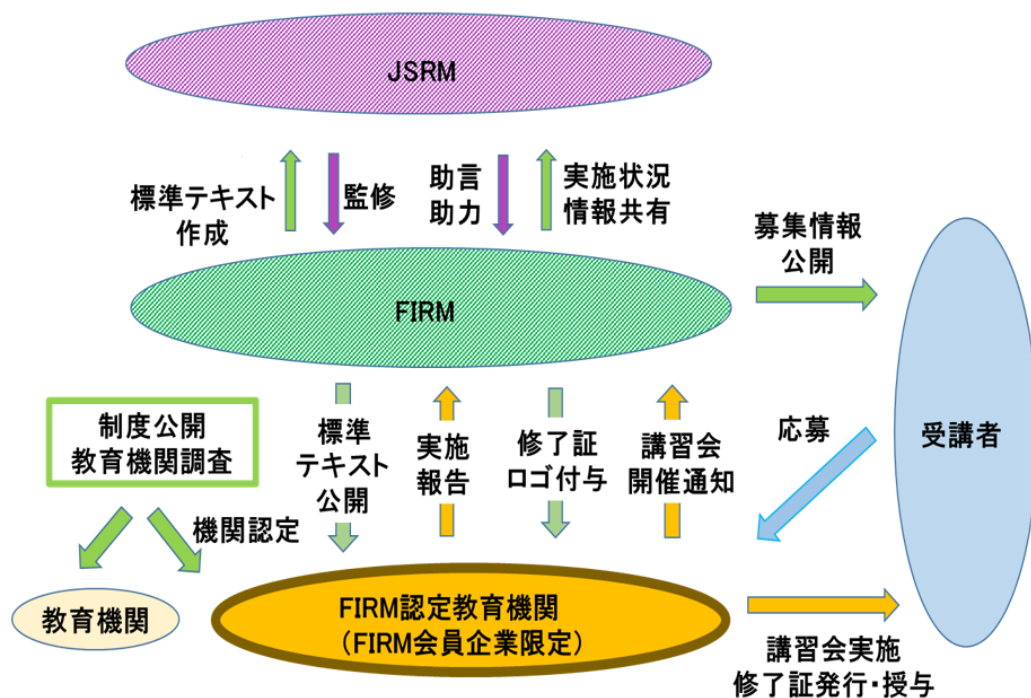 JSRM
標準テキスト
作成
監修
助言
助力
実施状況
情報共有
募集情報
公開
FIRM
制度公開
教育機関調査
標準
テキスト
公開
実施
報告
修了証
ロゴ付与
講習会
開催通知
応募
受講者
機関認定
教育機関
FIRM認定教育機関
（FIRM会員企業限定）
講習会実施
修了証発行・授与